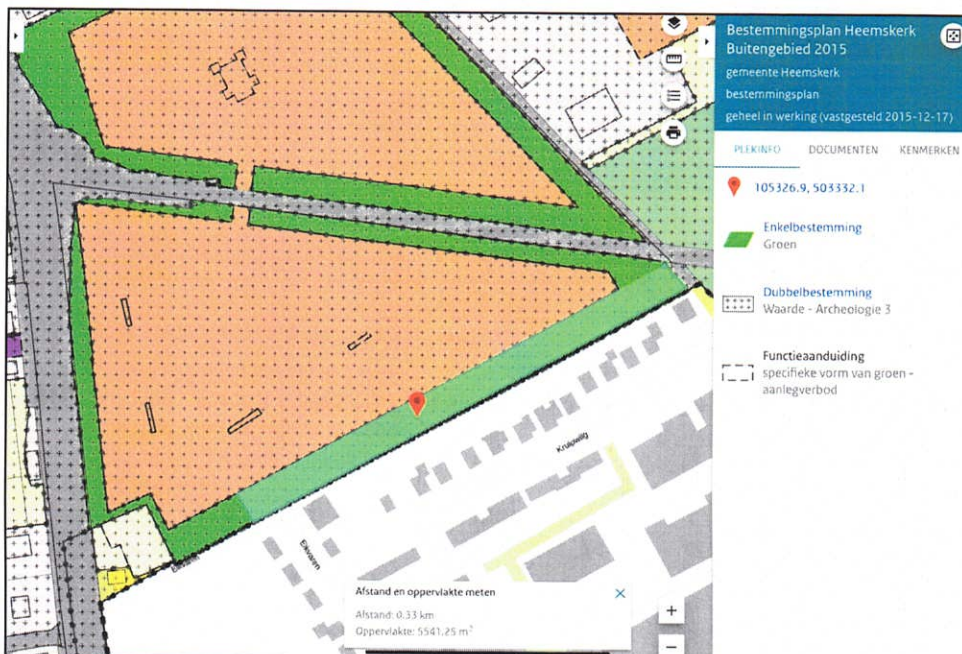 Bestemmingsplan Heemskerk
Buitengebied 2015
gemeente Heemskerk
bestemmingsplan
geheel in werking (vastgesteld 2015-12-17)
PLEKINFO DOCUMENTEN KENMERKEN
105326.9, 503332.1
Enkelbestemming
Groen
Dubbelbestemming
Waarde - Archeologie 3
Functieaanduiding
specifieke vorm van groen -
aanlegverbod
Kruipwilg
Eikvaren
Afstand en oppervlakte meten
Afstand: 0.33 km
Oppervlakte: 5541.25 m²